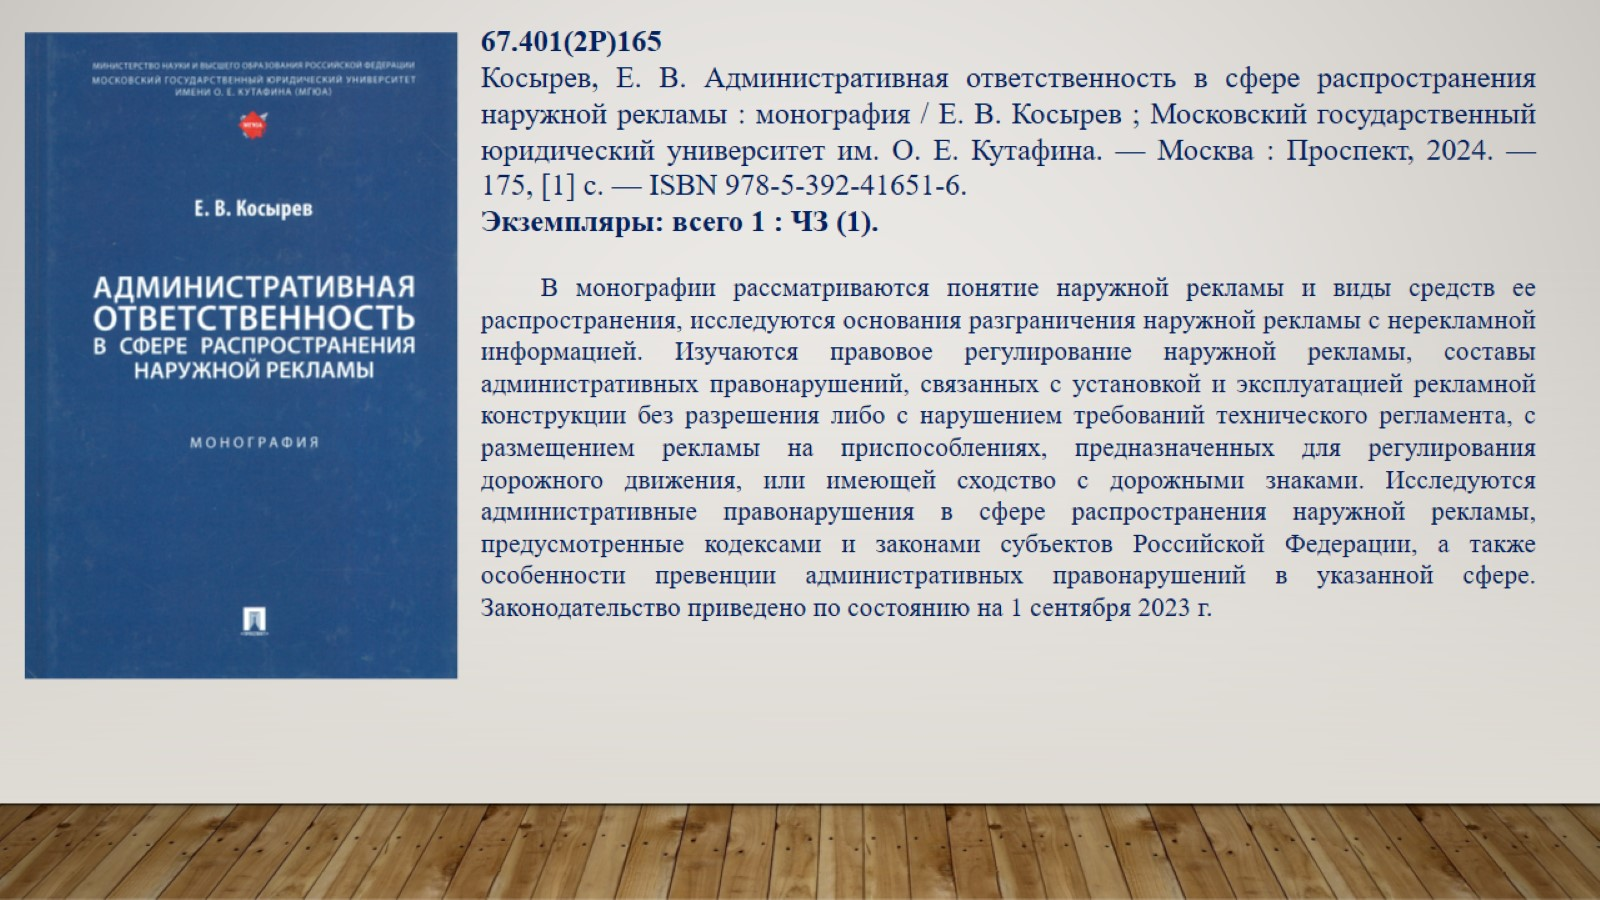 МИНИСТЕРСТВО НАУКИ И ВЫСШЕГО ОБРАЗОВАНИЯ РОССИЙСКОЙ ФЕДЕРАЦИИ
МОСКОВСКИЙ ГОСУДАРСТВЕННЫЙ ЮРИДИЧЕСКИЙ УНИВЕРСИТЕТ
ИМЕНИ О. Е. КУТАФИНА (МГЮА)
МГЮА
Е. В. Косырев
АДМИНИСТРАТИВНАЯ
ОТВЕТСТВЕННОСТЬ
В СФЕРЕ РАСПРОСТРАНЕНИЯ
НАРУЖНОЙ РЕКЛАМЫ
МОНОГРАФИЯ
67.401(2Р)165
Косырев, Е. В. Административная ответственность в сфере распространения
наружной рекламы : монография / Е. В. Косырев ; Московский государственный
юридический университет им. О. Е. Кутафина. — Москва : Проспект, 2024. —
175, [1] с. — ISBN 978-5-392-41651-6.
Экземпляры: всего 1 : ЧЗ (1).
В монографии рассматриваются понятие наружной рекламы и виды средств ее
распространения, исследуются основания разграничения наружной рекламы с нерекламной
информацией. Изучаются правовое регулирование наружной рекламы, составы
административных правонарушений, связанных с установкой и эксплуатацией рекламной
конструкции без разрешения либо с нарушением требований технического регламента, с
размещением рекламы на приспособлениях, предназначенных для регулирования
дорожного движения, или имеющей сходство с дорожными знаками. Исследуются
административные правонарушения в сфере распространения наружной рекламы,
предусмотренные кодексами и законами субъектов Российской Федерации, а также
особенности превенции административных правонарушений в указанной сфере.
Законодательство приведено по состоянию на 1 сентября 2023 г.